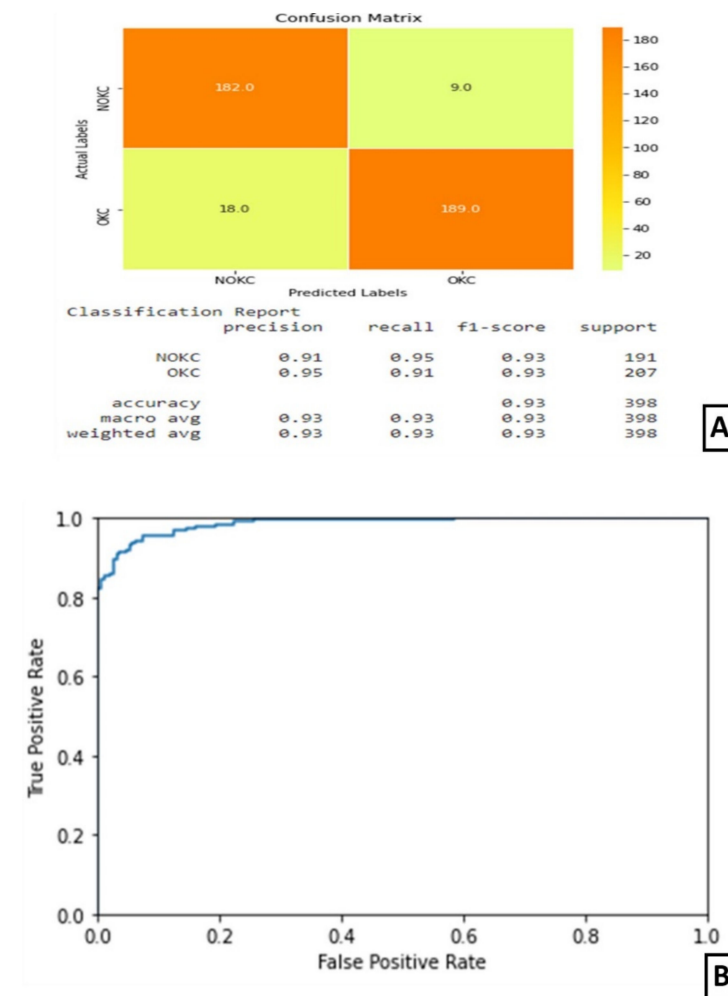 Confusion Matrix
180
160
140
120
100
80
60
40
20
Actual Labels
NOKC
182.0
9.0
OKC
18.0
189.0
NOKC OKC
Predicted Labels
Classification Report
precision recall f1-score support
NOKC 0.91 0.95 0.93 191
OKC 0.95 0.91 0.93 207
accuracy 0.93 398
macro avg 0.93 0.93 0.93 398
weighted avg 0.93 0.93 0.93 398
A
True Positive Rate
1.0
0.8
0.6
0.4
0.2
0.0
0.0 0.2 0.4 0.6 0.8 1.0
False Positive Rate
B